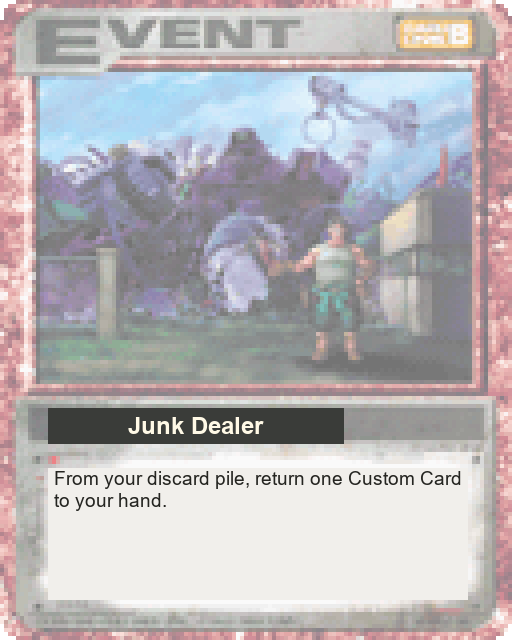 EVENT
B
Junk Dealer
From your discard pile, return one Custom Card
to your hand.